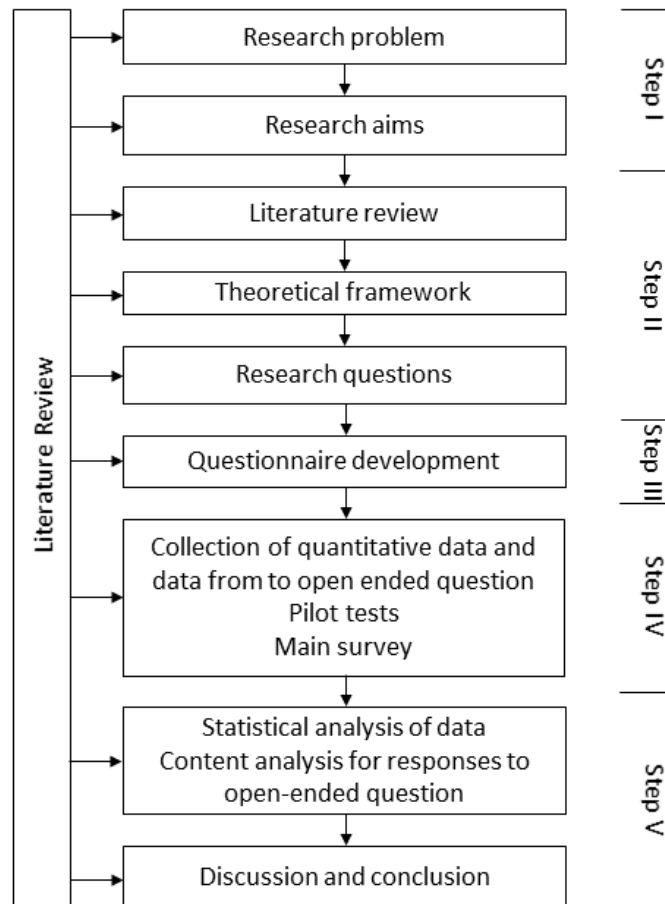 Literature Review
Research problem
Research aims
Literature review
Theoretical framework
Research questions
Questionnaire development
Collection of quantitative data and
data from to open ended question
Pilot tests
Main survey
Statistical analysis of data
Content analysis for responses to
open-ended question
Discussion and conclusion
Step I
Step II
Step III
Step IV
Step V